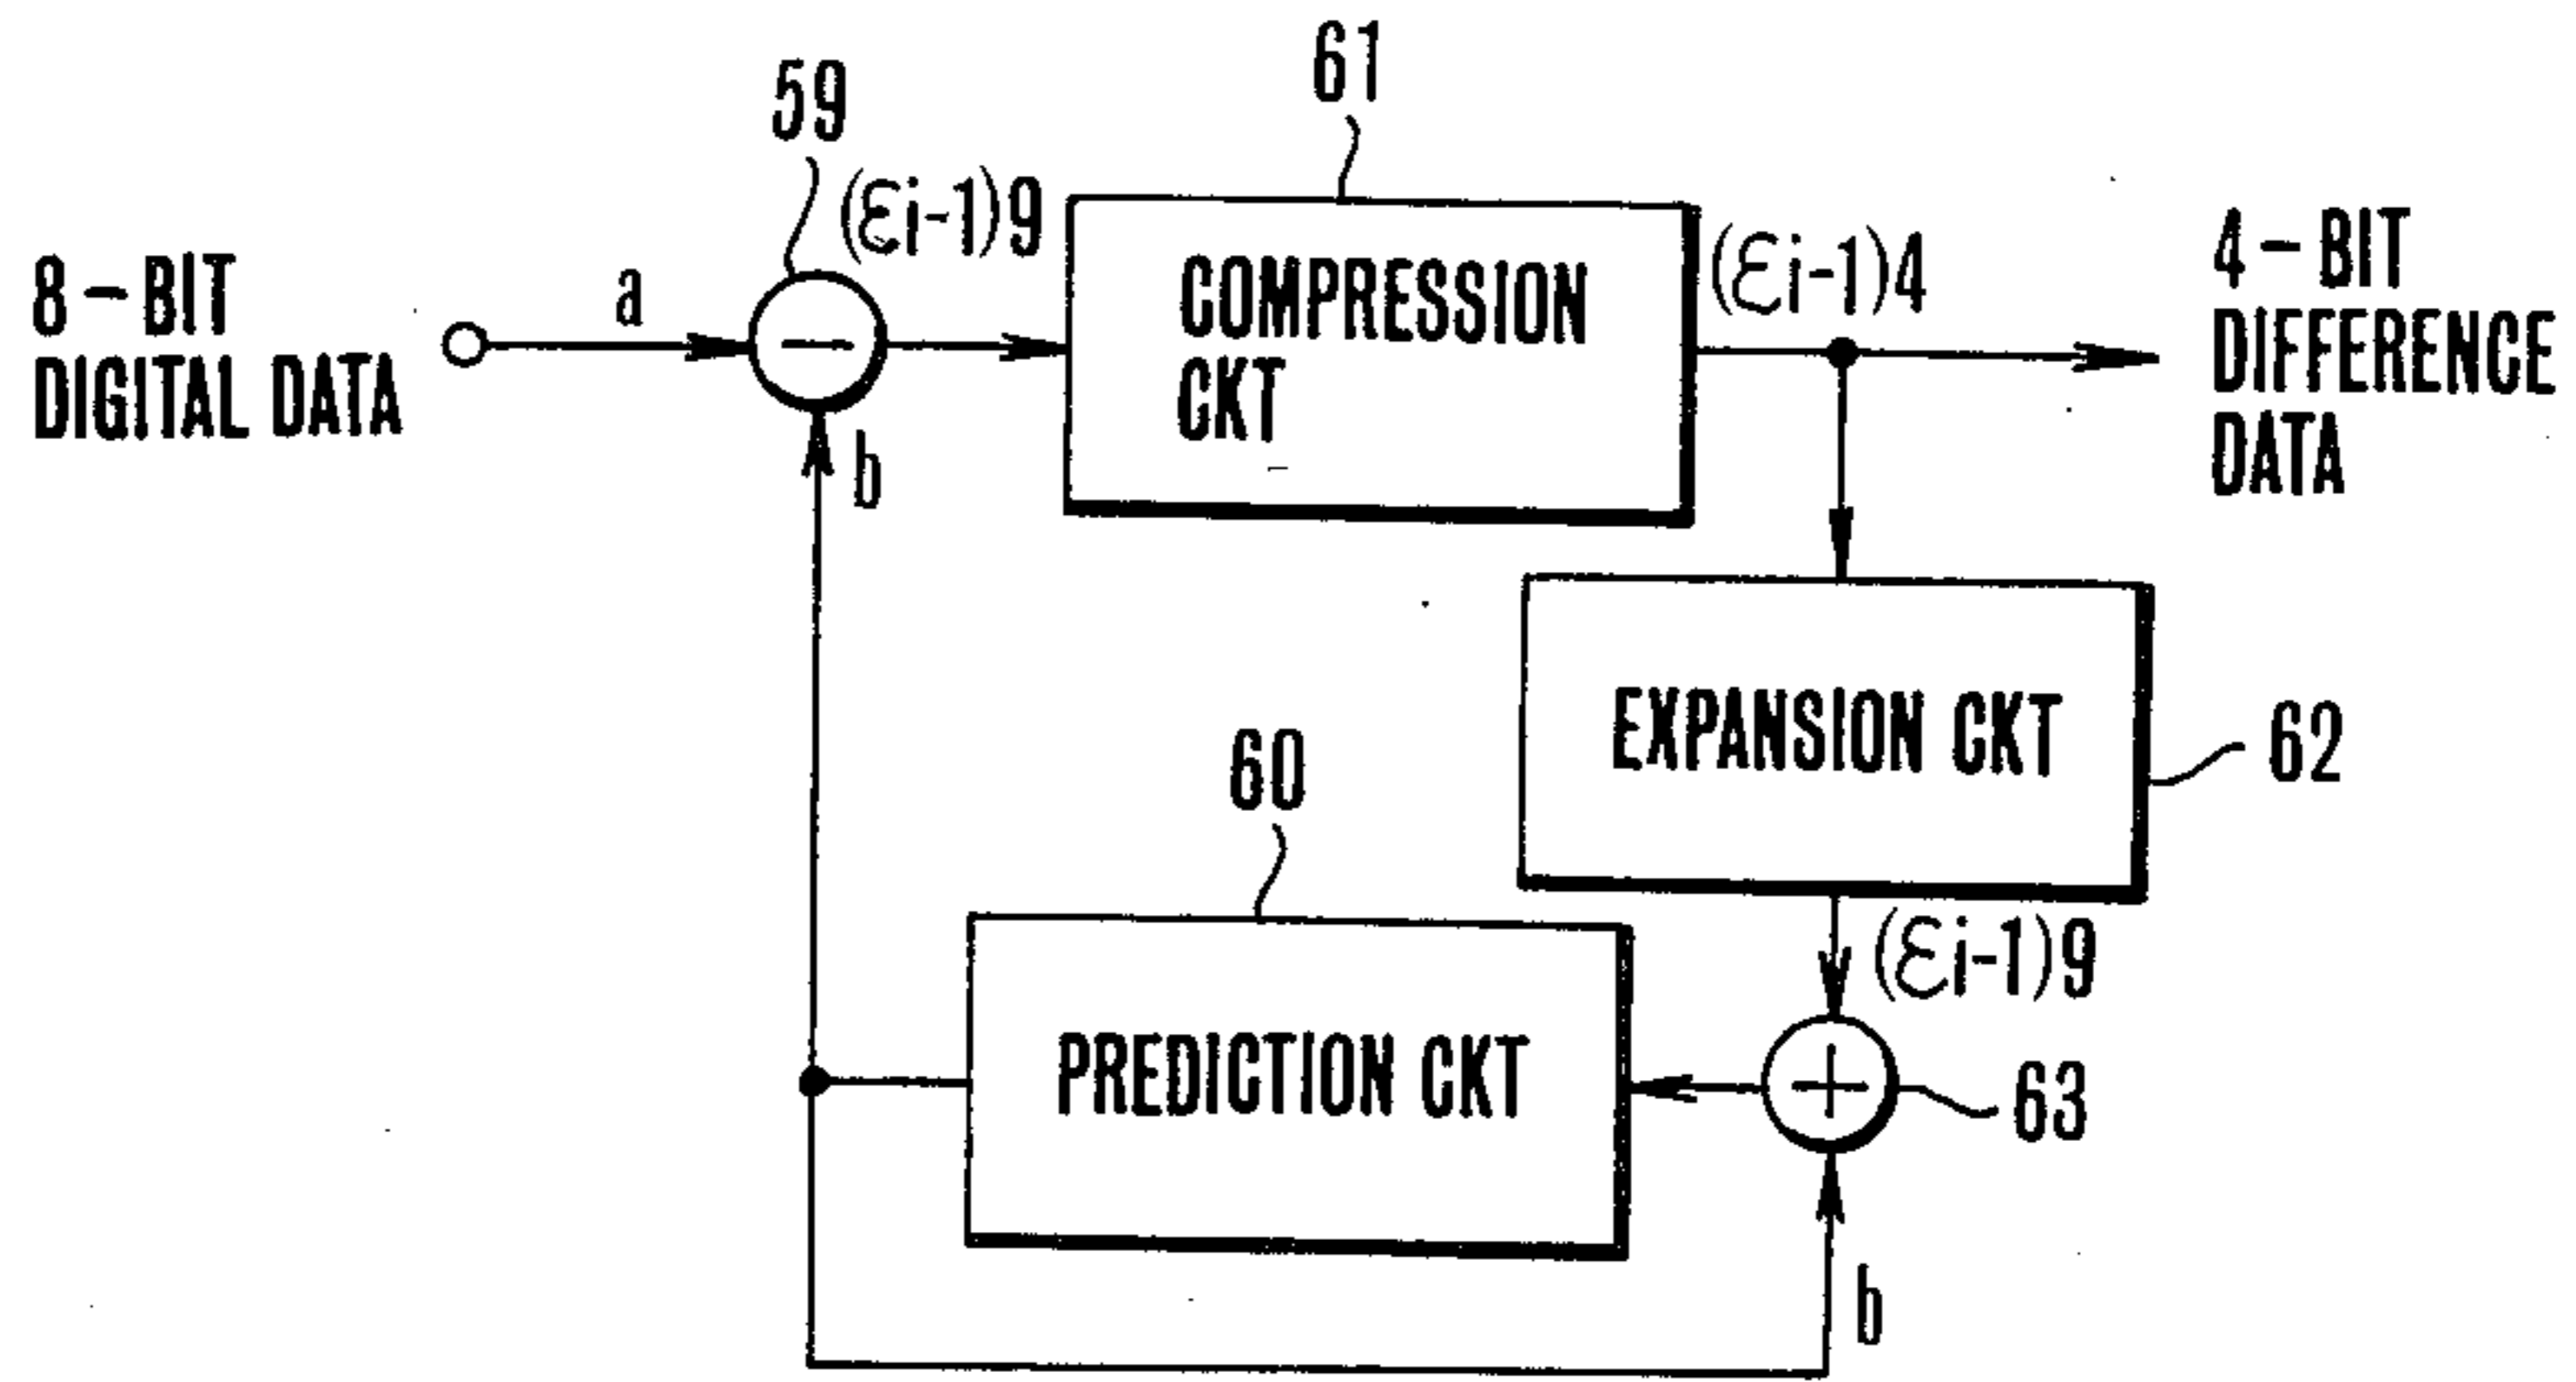 61
59
(εi-1)9
8-BIT
DIGITAL DATA
a
b
COMPRESSION
CKT
(εi-1)4
4-BIT
DIFFERENCE
DATA
EXPANSION CKT
62
60
(εi-1)9
PREDICTION CKT
63
b